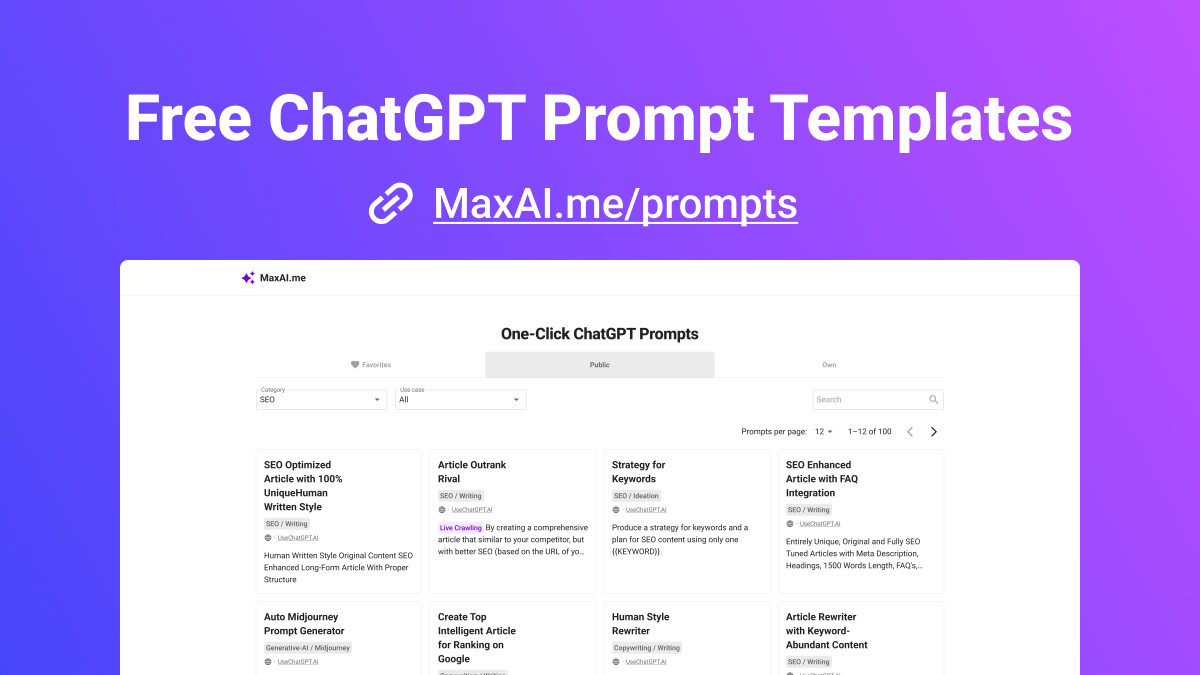 Free ChatGPT Prompt Templates
MaxAI.me/prompts
MaxAI.me
One-Click ChatGPT Prompts
Favorites
Public
Own
Category
SEO
Use case
All
Search
Prompts per page: 12 1–12 of 100
SEO Optimized
Article with 100%
UniqueHuman
Written Style
SEO / Writing
· UseChatGPT.AI
Human Written Style Original Content SEO
Enhanced Long-Form Article With Proper
Structure
Article Outrank
Rival
SEO / Writing
· UseChatGPT.AI
Live Crawling By creating a comprehensive
article that similar to your competitor, but
with better SEO (based on the URL of yo...
Strategy for
Keywords
SEO / Ideation
· UseChatGPT.AI
Produce a strategy for keywords and a
plan for SEO content using only one
{{KEYWORD}}.
SEO Enhanced
Article with FAQ
Integration
SEO / Writing
· UseChatGPT.AI
Entirely Unique, Original and Fully SEO
Tuned Articles with Meta Description,
Headings, 1500 Words Length, FAQ's,...
Auto Midjourney
Prompt Generator
Generative-AI / Midjourney
· UseChatGPT.AI
Create Top
Intelligent Article
for Ranking on
Google
Copywriting / Writing
Human Style
Rewriter
Copywriting / Writing
· UseChatGPT.AI
Article Rewriter
with Keyword-
Abundant Content
SEO / Writing
· UseChatGPT.AI